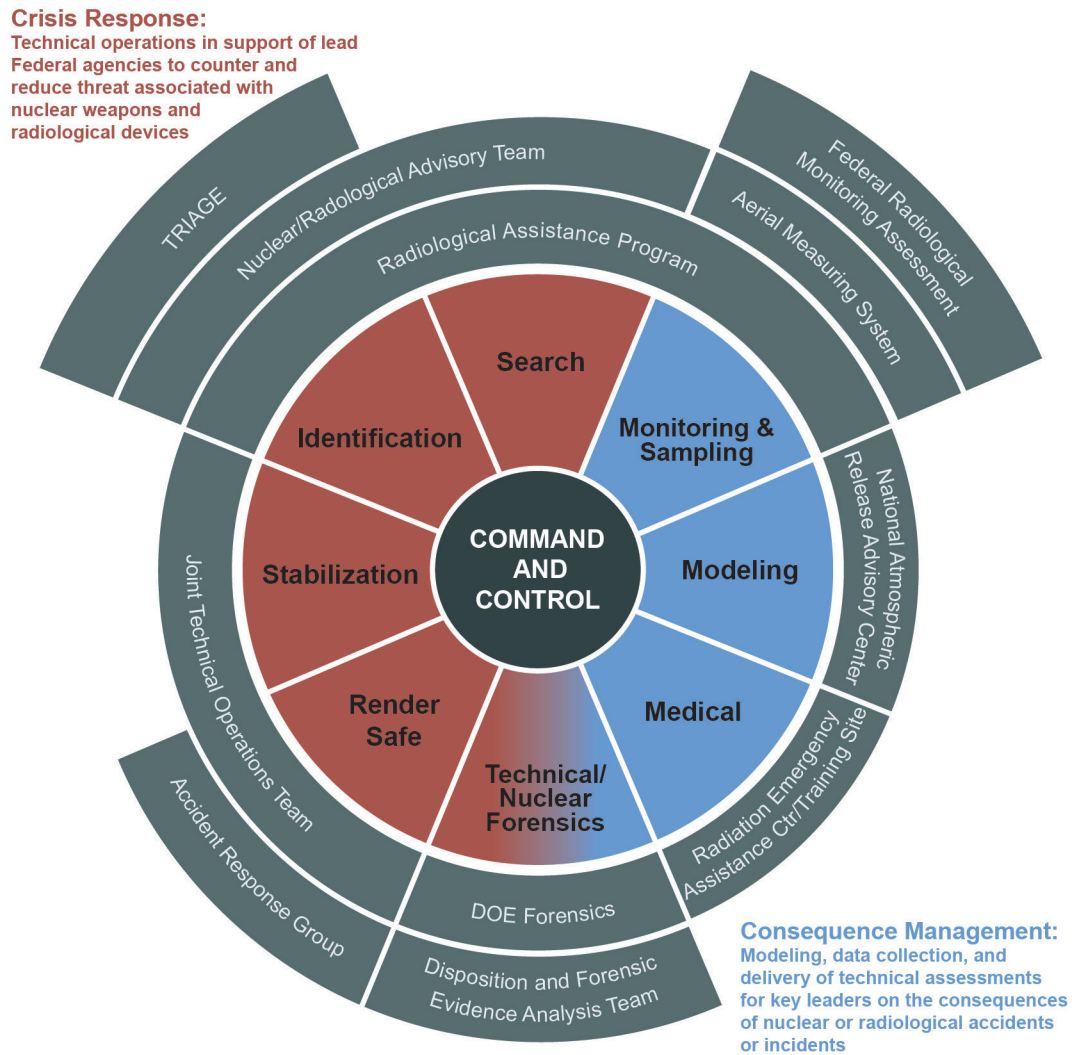 Crisis Response:
Technical operations in support of lead
Federal agencies to counter and
reduce threat associated with
nuclear weapons and
radiological devices
TRIAGE
Nuclear/Radological Advisory Team
Radiological Assistance Program
Federal Radiological
Monitoring Assessment
Aerial Measuring System
Search
Identification
Monitoring &
Sampling
Stabilization
COMMAND
AND
CONTROL
Modeling
National Atmospheric
Release Advisory Center
Joint Technical Operations Team
Render
Safe
Technical/
Nuclear
Forensics
Medical
Radiation Emergency
Assistance Ctr/Training Site
Accident Response Group
DOE Forensics
Disposition and Forensic
Evidence Analysis Team
Consequence Management:
Modeling, data collection, and
delivery of technical assessments
for key leaders on the consequences
of nuclear or radiological accidents
or incidents